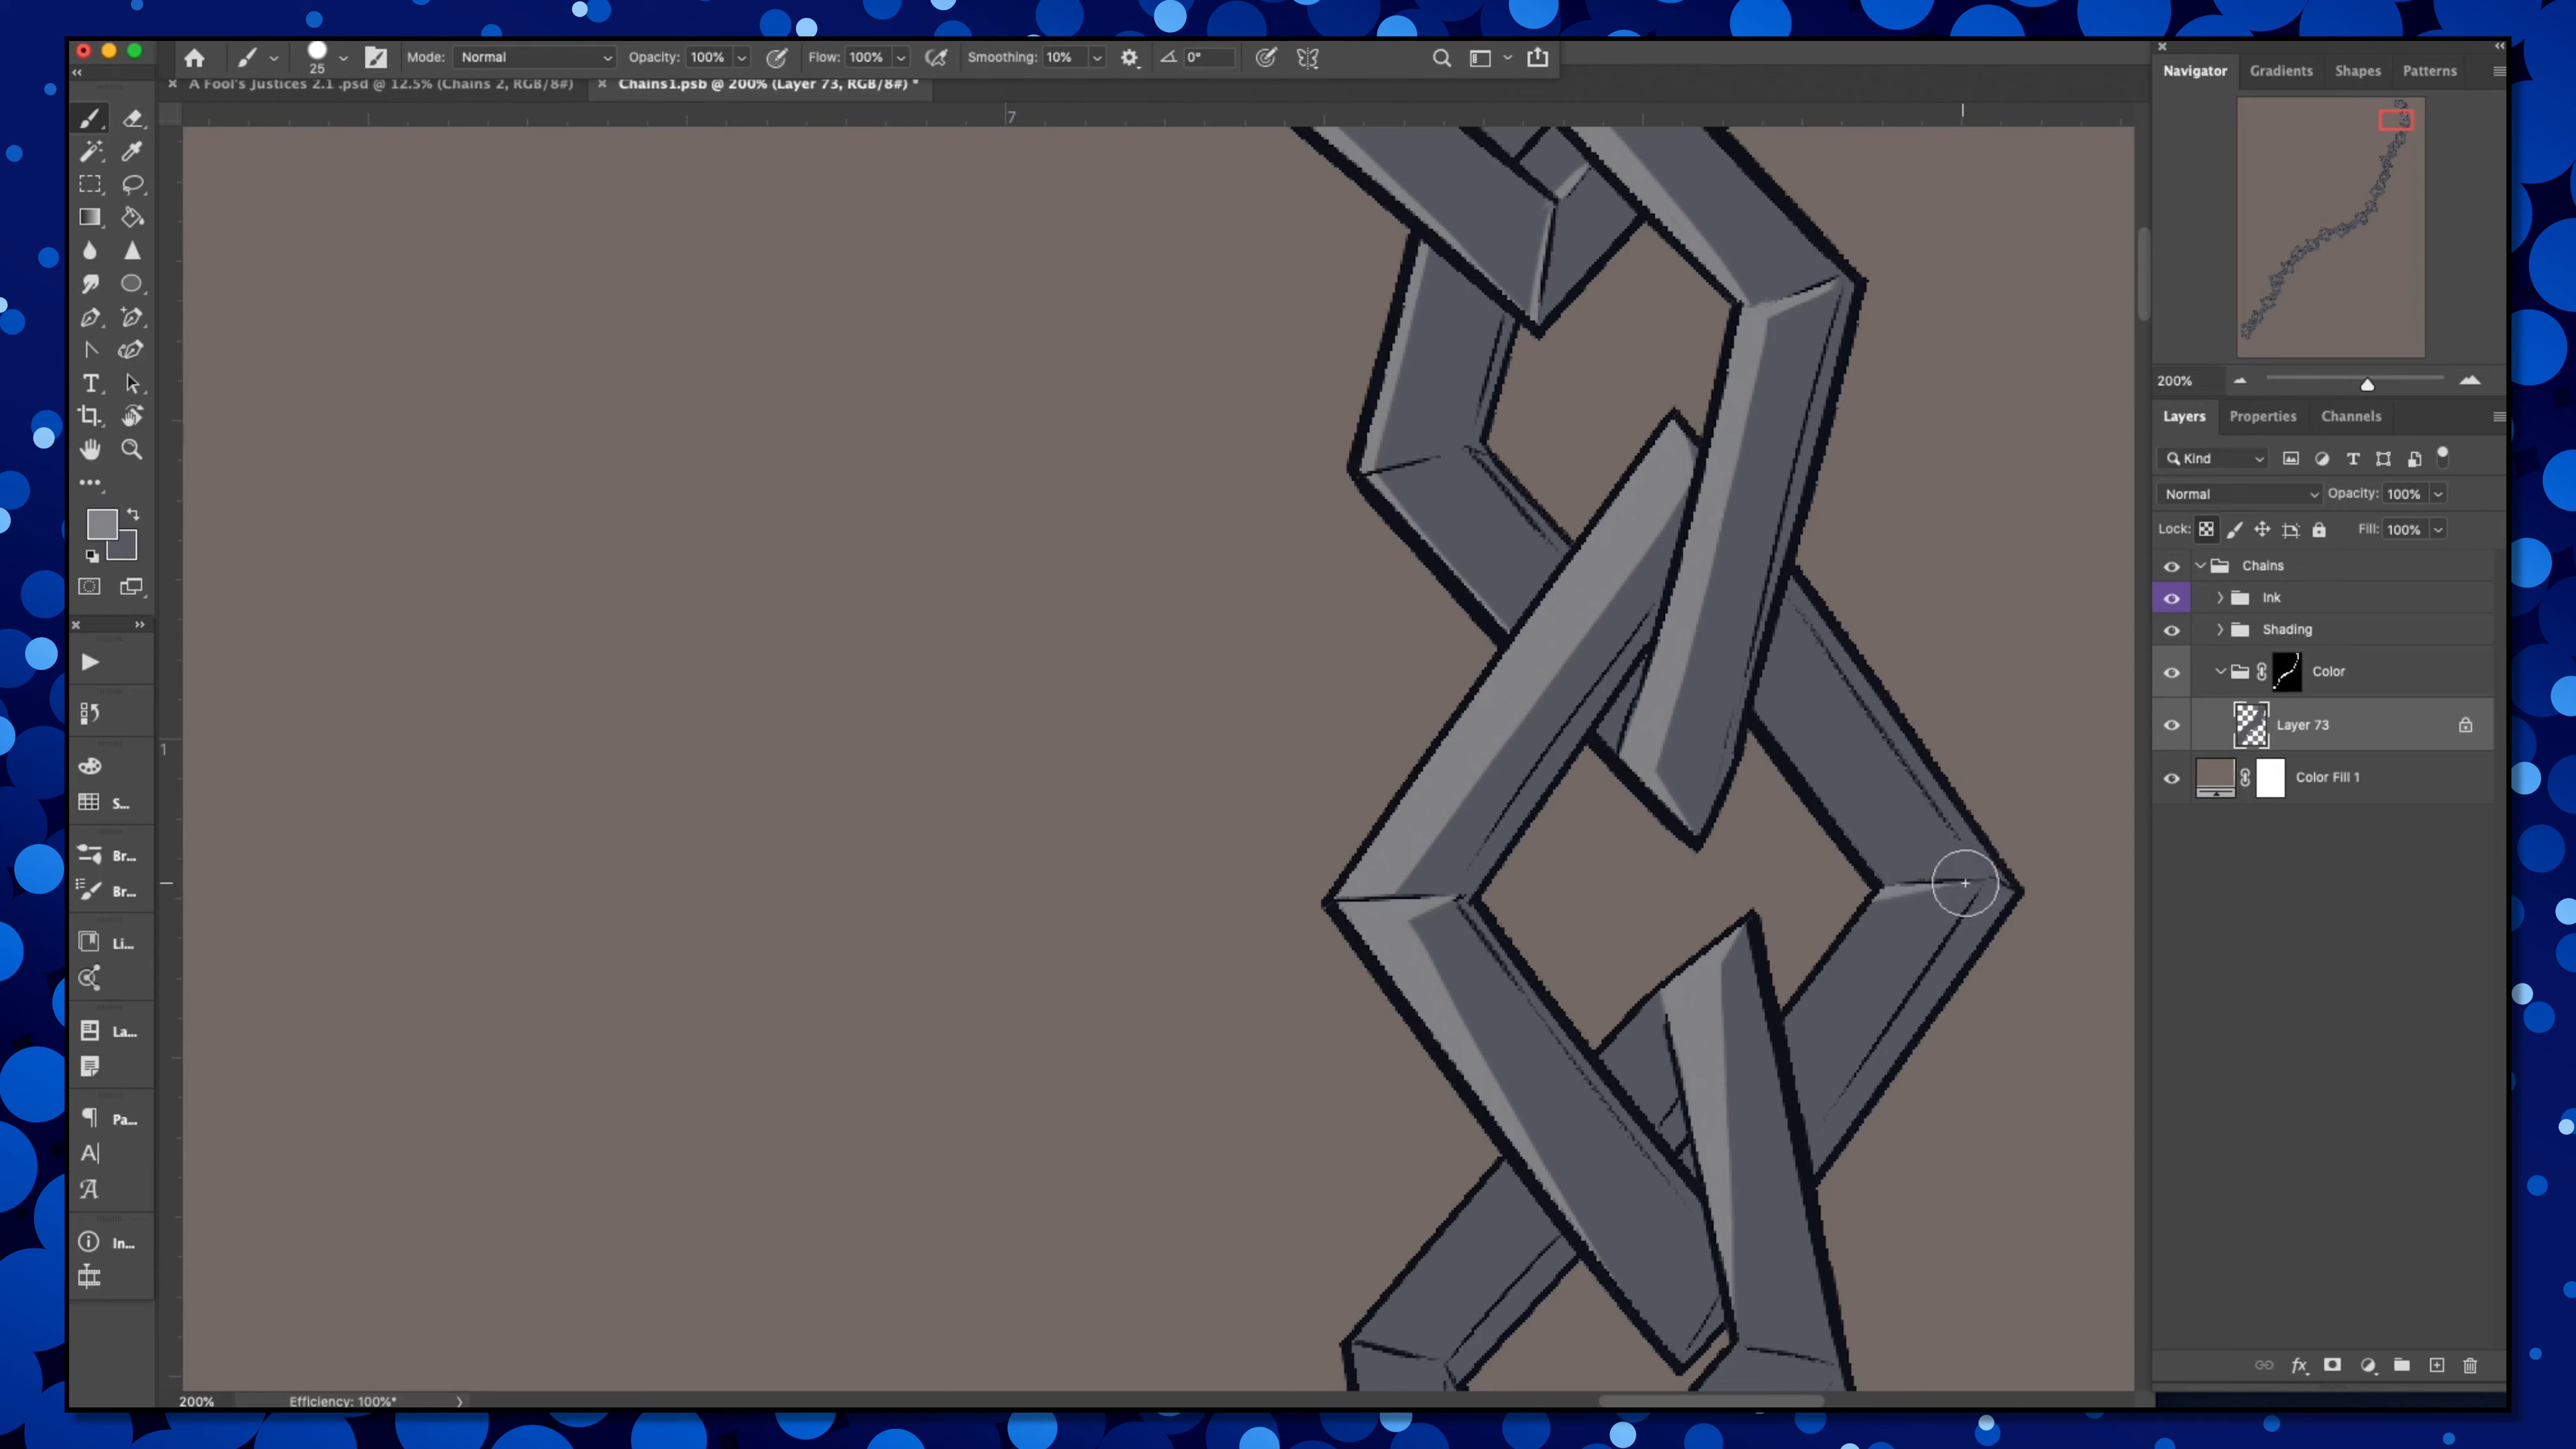 25
Mode: Normal
Opacity: 100%
Flow: 100%
Smoothing: 10%
0°
A Fool's Justices 2.1 .psd @ 12.5% (Chains 2, RGB/8#)
Chains1.psb @ 200% (Layer 73, RGB/8#) *
7
1
S...
Br...
Br...
Li...
La...
Pa...
In...
200%
Efficiency: 100%*
Navigator
Gradients
Shapes
Patterns
200%
Layers
Properties
Channels
Kind
Normal
Opacity: 100%
Lock:
Fill: 100%
Chains
Ink
Shading
Color
Layer 73
Color Fill 1